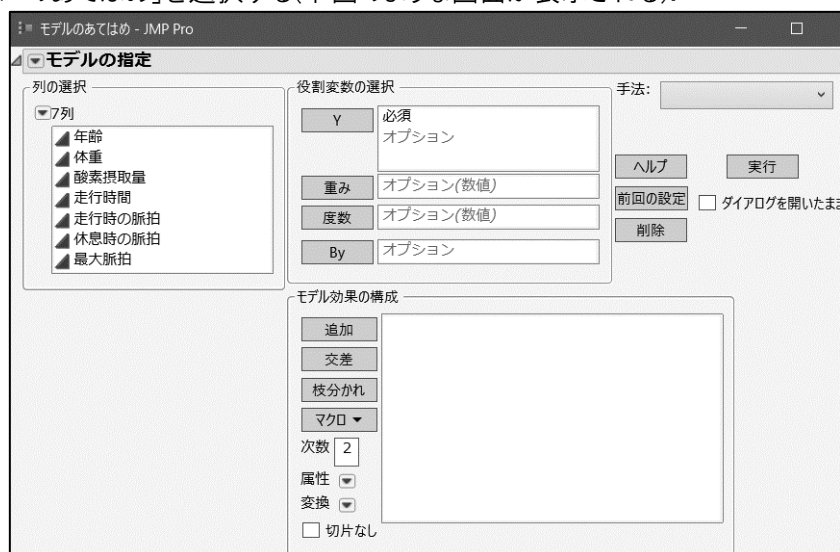 のあてはめ」を選択する(下図のような画面が表示される)。
モデルのあてはめ - JMP Pro
モデルの指定
列の選択
7列
年齢
体重
酸素摂取量
走行時間
走行時の脈拍
休息時の脈拍
最大脈拍
役割変数の選択
Y
必須
オプション
重み
オプション(数値)
度数
オプション(数値)
By
オプション
手法:
ヘルプ
実行
前回の設定
ダイアログを開いたまま
削除
モデル効果の構成
追加
交差
枝分かれ
マクロ
次数 2
属性
変換
切片なし